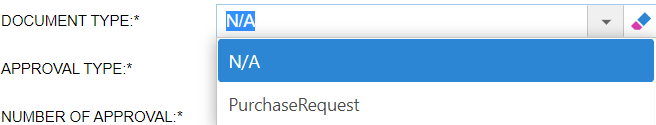 DOCUMENT TYPE:* N/A
N/A
APPROVAL TYPE:*
PurchaseRequest
NUMBER OF APPROVAL:*